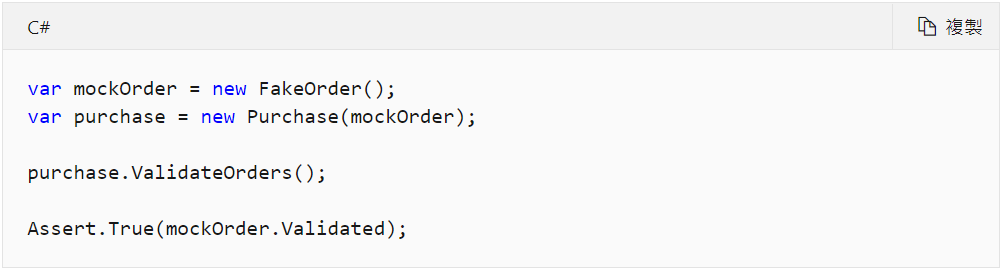 C#
複製
var mockOrder = new FakeOrder();
var purchase = new Purchase(mockOrder);
purchase.ValidateOrders();
Assert.True(mockOrder.Validated);